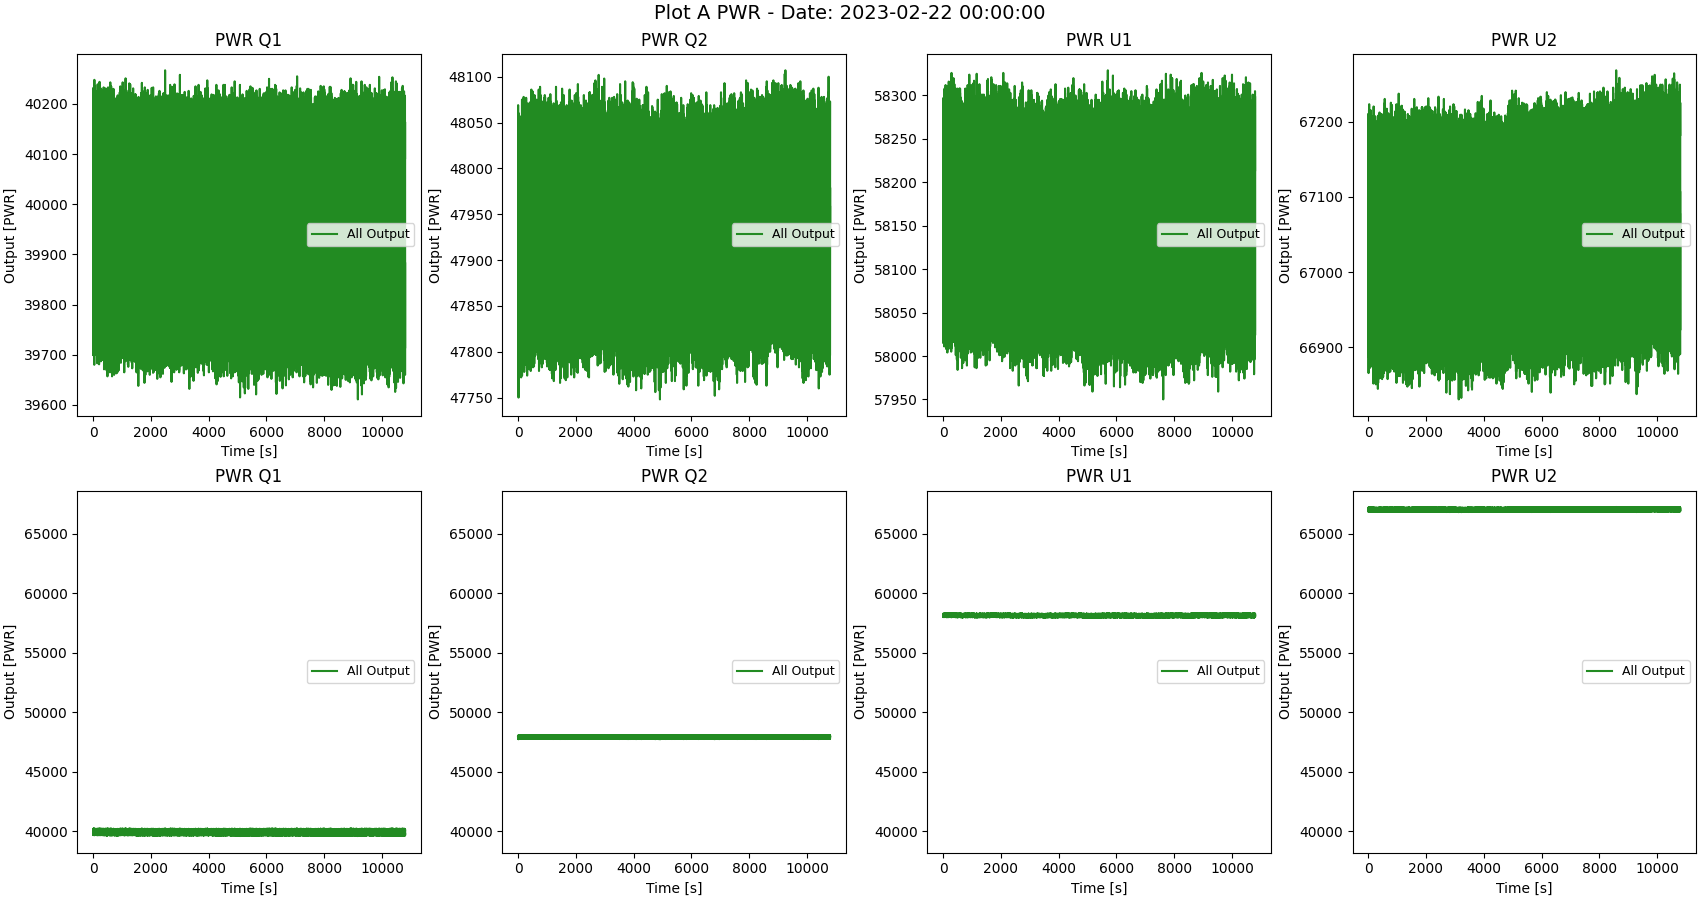 Plot A PWR - Date: 2023-02-22 00:00:00
PWR Q1
Output [PWR]
40200
40100
40000
39900
39800
39700
39600
All Output
0 2000 4000 6000 8000 10000
Time [s]
PWR Q2
Output [PWR]
48100
48050
48000
47950
47900
47850
47800
47750
All Output
0 2000 4000 6000 8000 10000
Time [s]
PWR U1
Output [PWR]
58300
58250
58200
58150
58100
58050
58000
57950
All Output
0 2000 4000 6000 8000 10000
Time [s]
PWR U2
Output [PWR]
67200
67100
67000
66900
All Output
0 2000 4000 6000 8000 10000
Time [s]
PWR Q1
Output [PWR]
65000
60000
55000
50000
45000
40000
All Output
0 2000 4000 6000 8000 10000
Time [s]
PWR Q2
Output [PWR]
65000
60000
55000
50000
45000
40000
All Output
0 2000 4000 6000 8000 10000
Time [s]
PWR U1
Output [PWR]
65000
60000
55000
50000
45000
40000
All Output
0 2000 4000 6000 8000 10000
Time [s]
PWR U2
Output [PWR]
65000
60000
55000
50000
45000
40000
All Output
0 2000 4000 6000 8000 10000
Time [s]